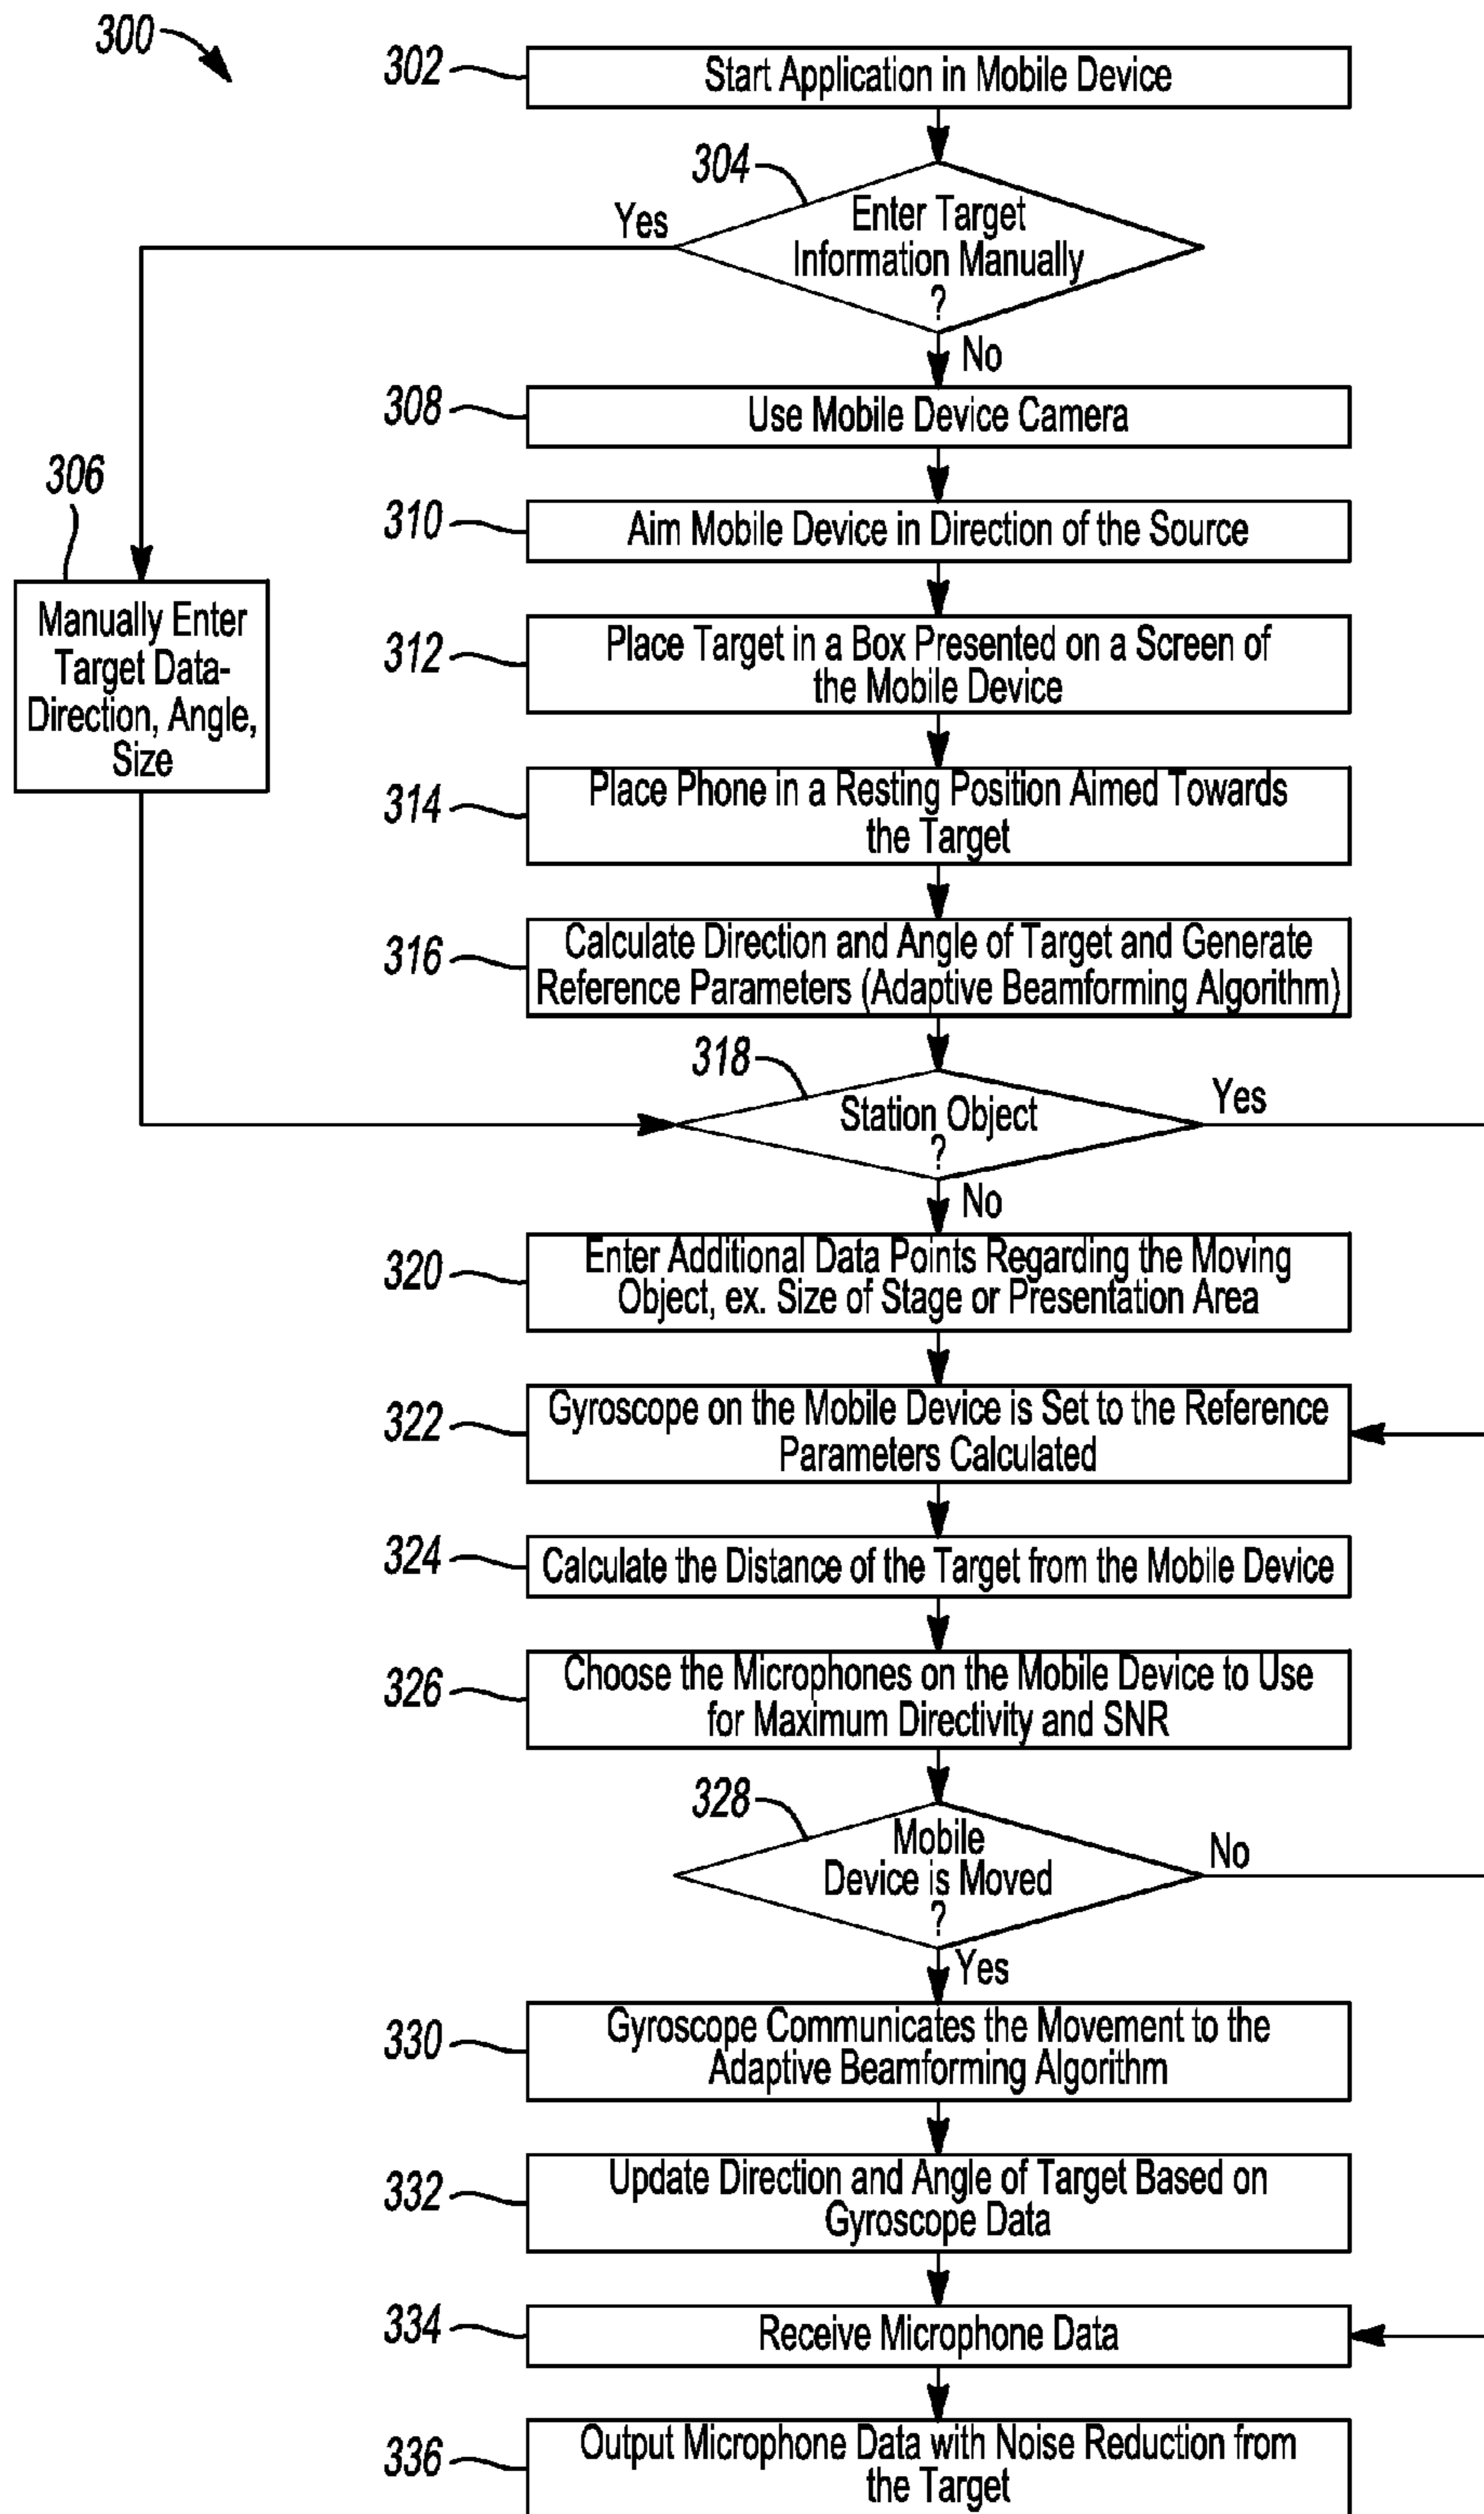 300
302
Start Application in Mobile Device
304
Enter Target
Information Manually
?
Yes
No
308
Use Mobile Device Camera
306
Manually Enter
Target Data-
Direction, Angle,
Size
310
Aim Mobile Device in Direction of the Source
312
Place Target in a Box Presented on a Screen of
the Mobile Device
314
Place Phone in a Resting Position Aimed Towards
the Target
316
Calculate Direction and Angle of Target and Generate
Reference Parameters (Adaptive Beamforming Algorithm)
318
Station Object
?
Yes
No
320
Enter Additional Data Points Regarding the Moving
Object, ex. Size of Stage or Presentation Area
322
Gyroscope on the Mobile Device is Set to the Reference
Parameters Calculated
324
Calculate the Distance of the Target from the Mobile Device
326
Choose the Microphones on the Mobile Device to Use
for Maximum Directivity and SNR
328
Mobile
Device is Moved
?
No
Yes
330
Gyroscope Communicates the Movement to the
Adaptive Beamforming Algorithm
332
Update Direction and Angle of Target Based on
Gyroscope Data
334
Receive Microphone Data
336
Output Microphone Data with Noise Reduction from
the Target